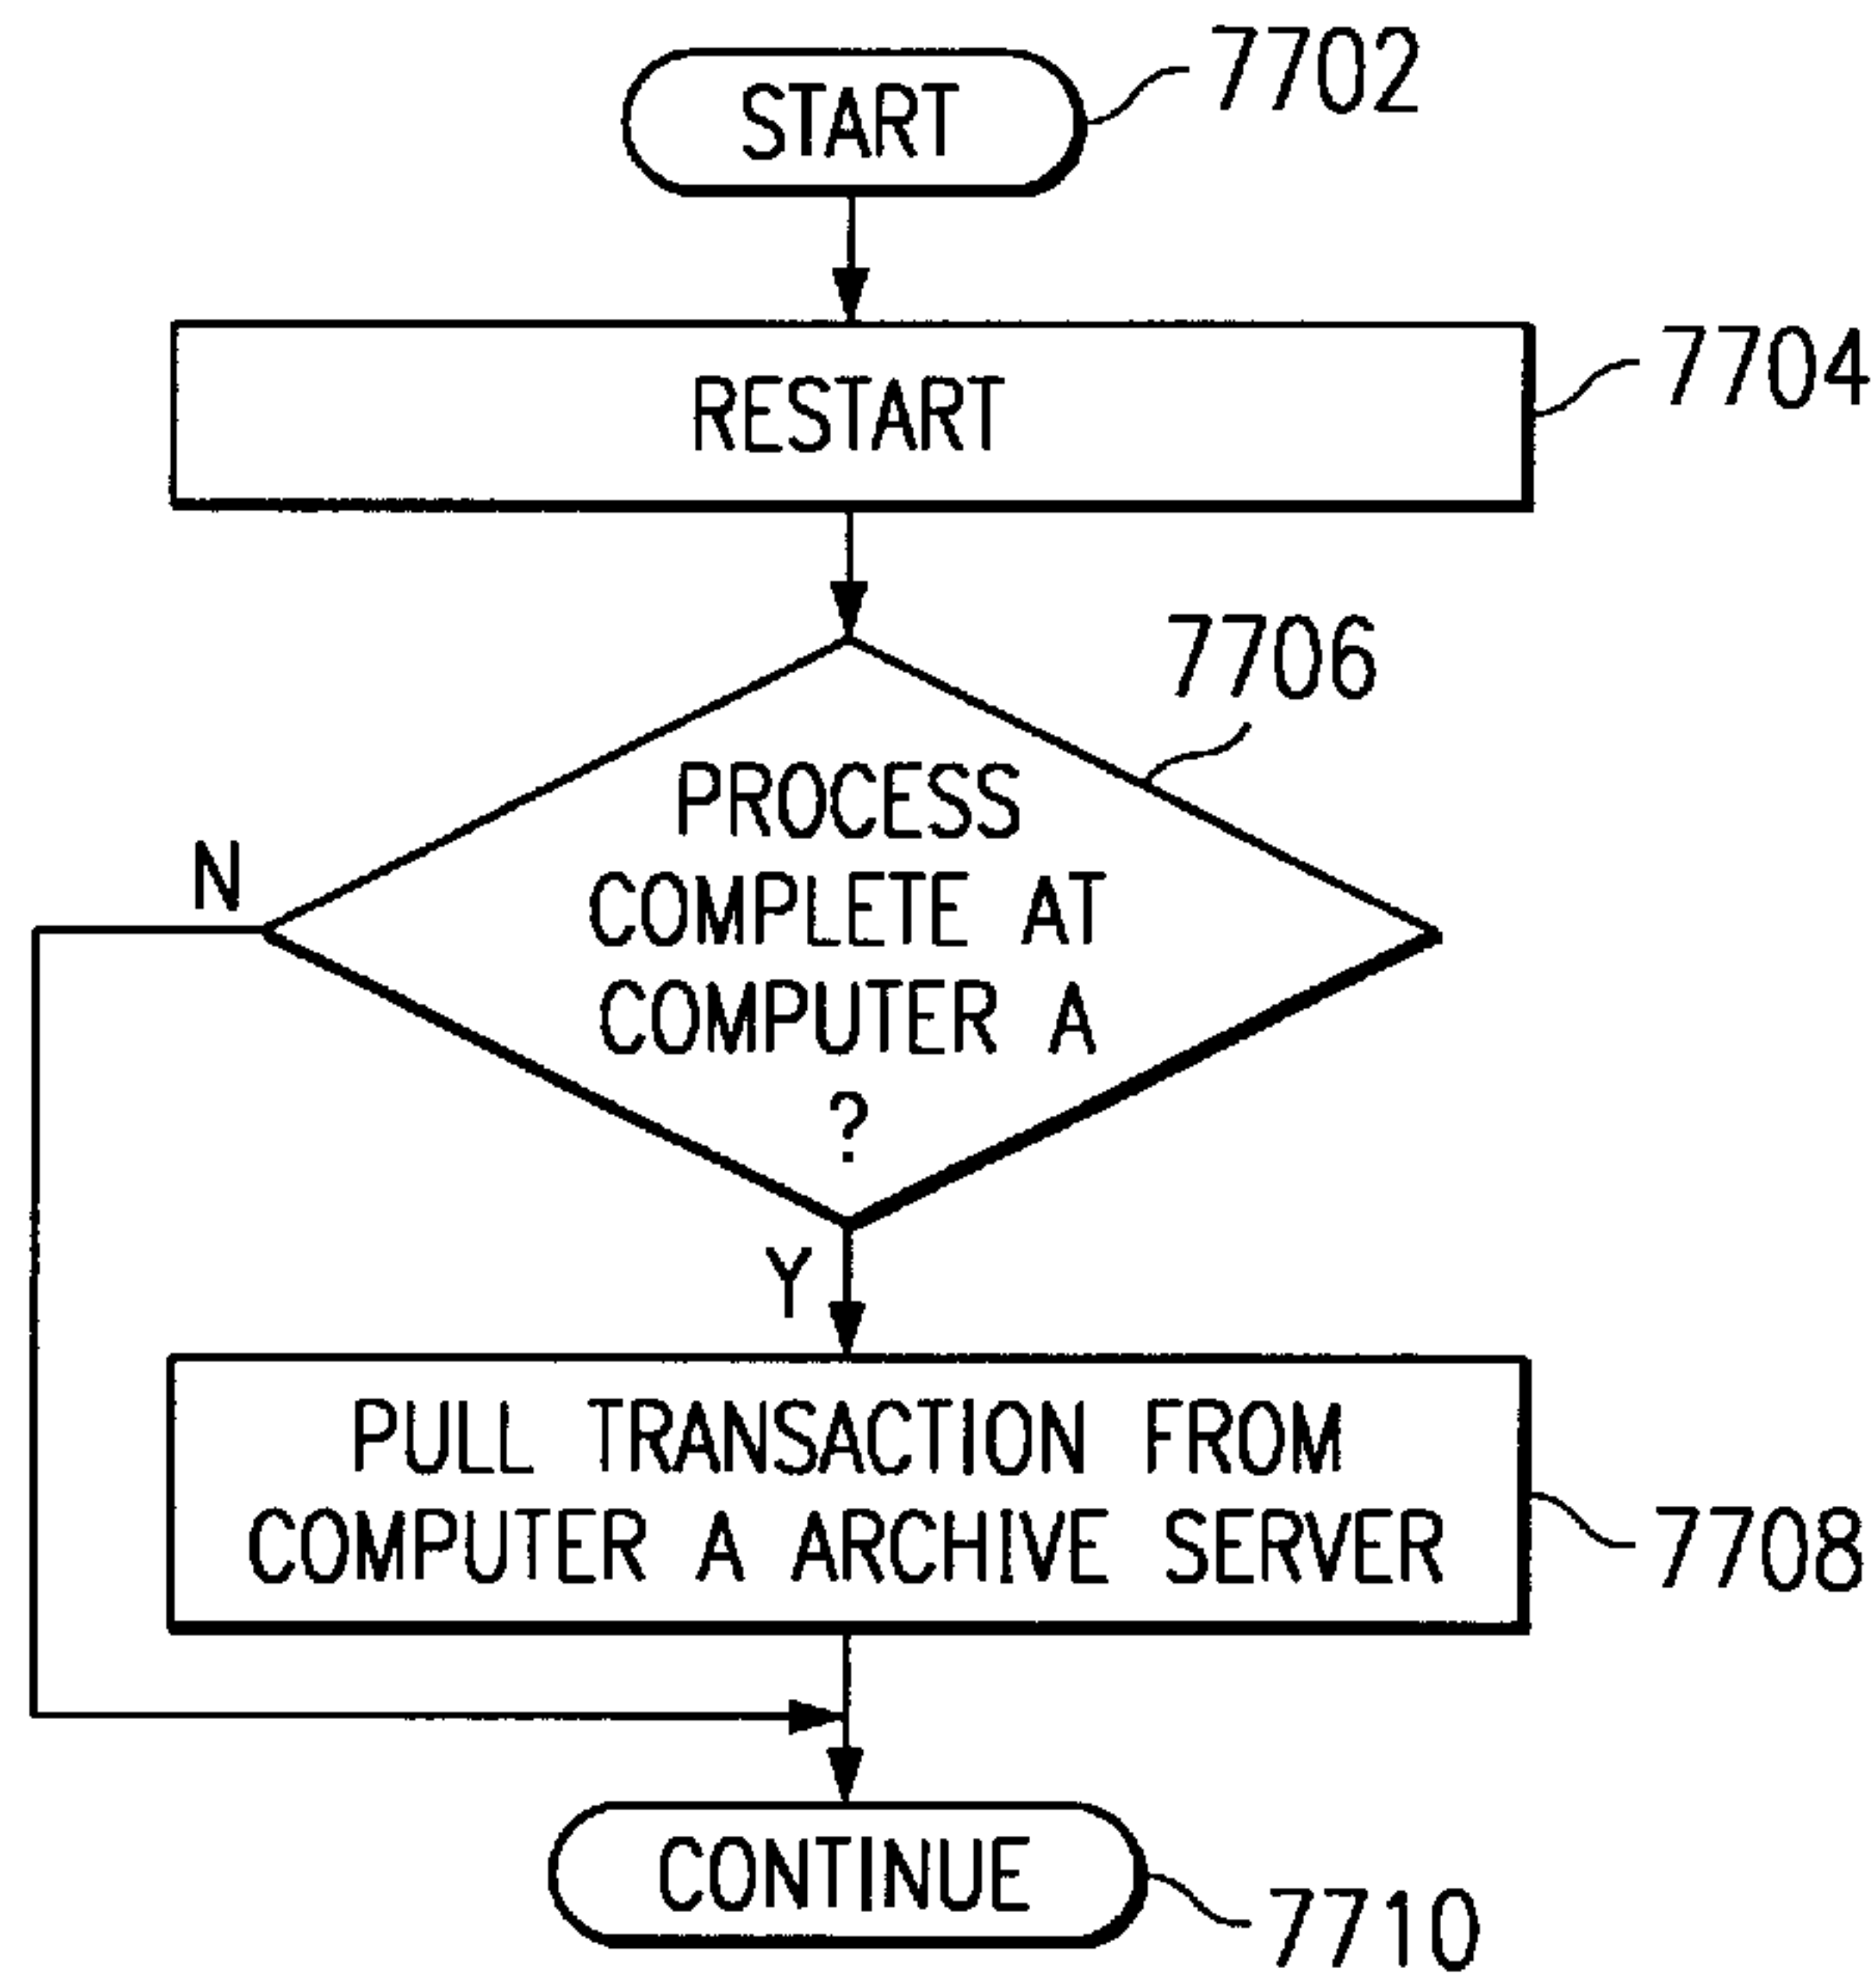 START
7702
RESTART
7704
7706
PROCESS
COMPLETE AT
COMPUTER A
?
N
Y
PULL TRANSACTION FROM
COMPUTER A ARCHIVE SERVER
7708
CONTINUE
7710